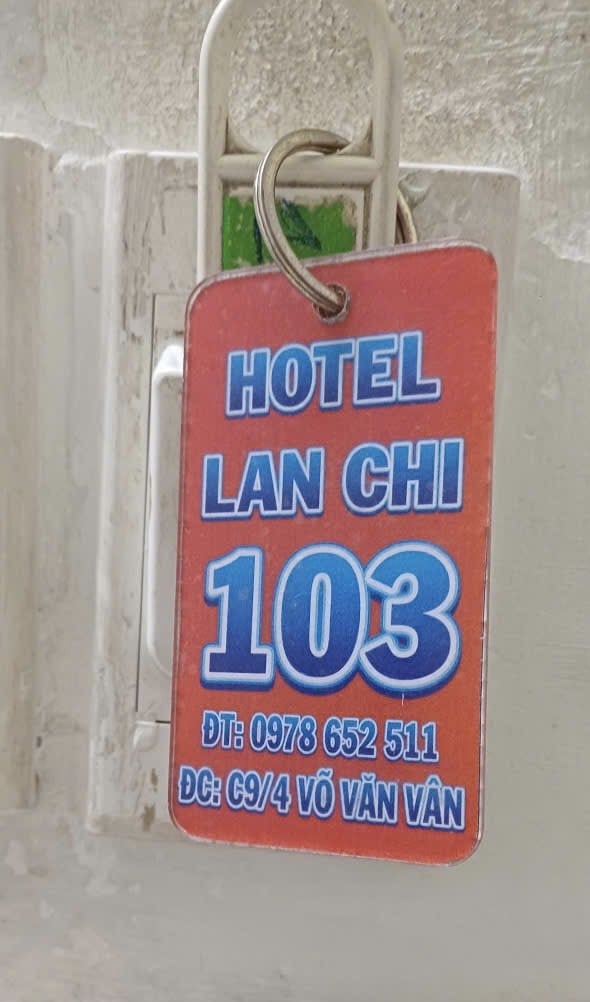 HOTEL
LAN CHI
103
ĐT: 0978 652 511
ĐC: C9/4 VÕ VĂN VÂN